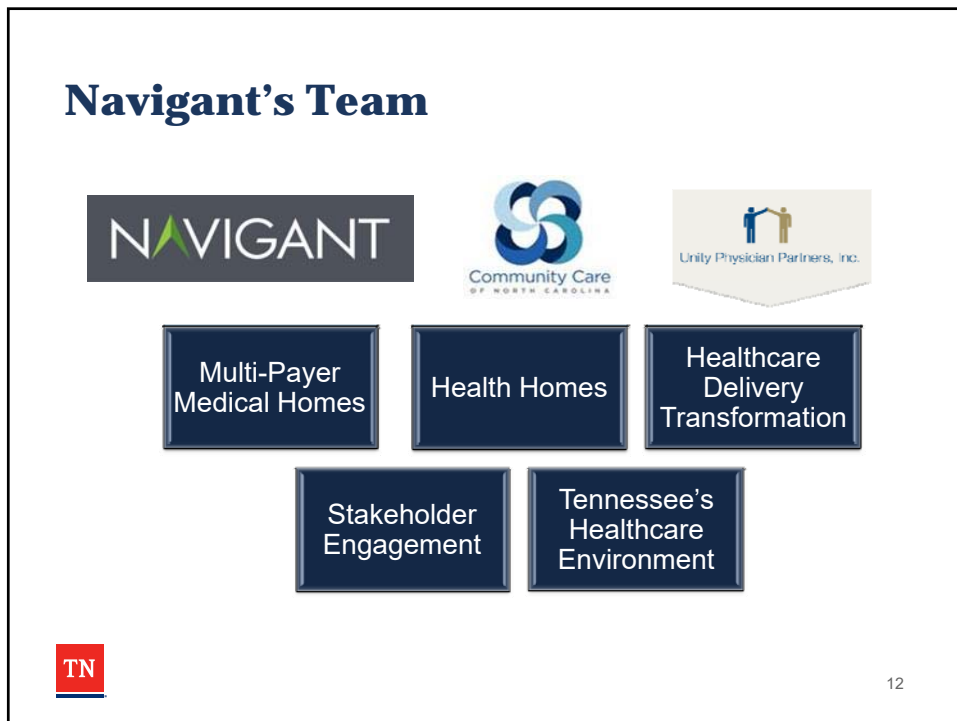 Navigant’s Team
NAVIGANT
Community Care
OF NORTH CAROLINA
Unity Physician Partners, Inc.
Multi-Payer
Medical Homes
Health Homes
Healthcare
Delivery
Transformation
Stakeholder
Engagement
Tennessee’s
Healthcare
Environment
TN
12